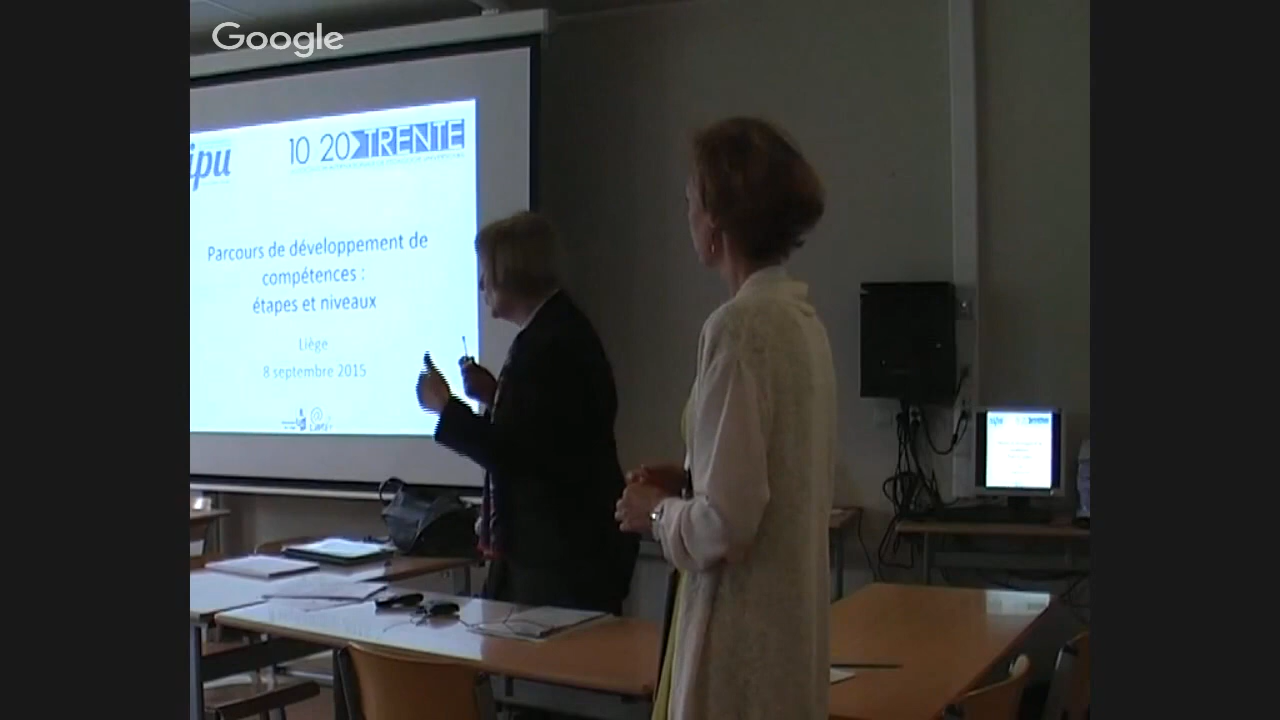 Google
ipu
10 20 TRENTE
Parcours de développement de
compétences :
étapes et niveaux
Liège
8 septembre 2015